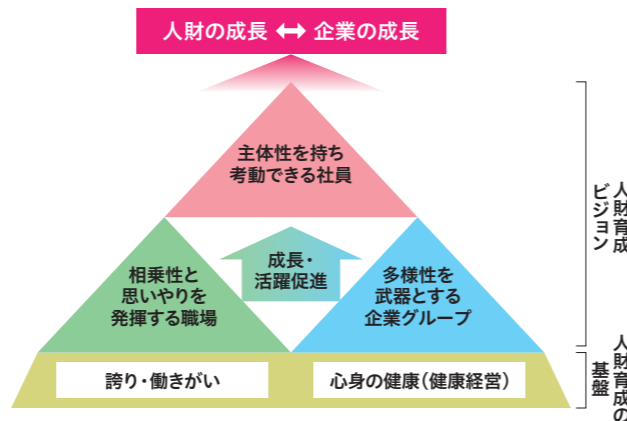 人財の成長 ↔ 企業の成長
主体性を持ち
考動できる社員
成長・
活躍促進
相乗性と
思いやりを
発揮する職場
多様性を
武器とする
企業グループ
人財育成
ビジョン
誇り・働きがい
心身の健康（健康経営）
人財育成の
基盤